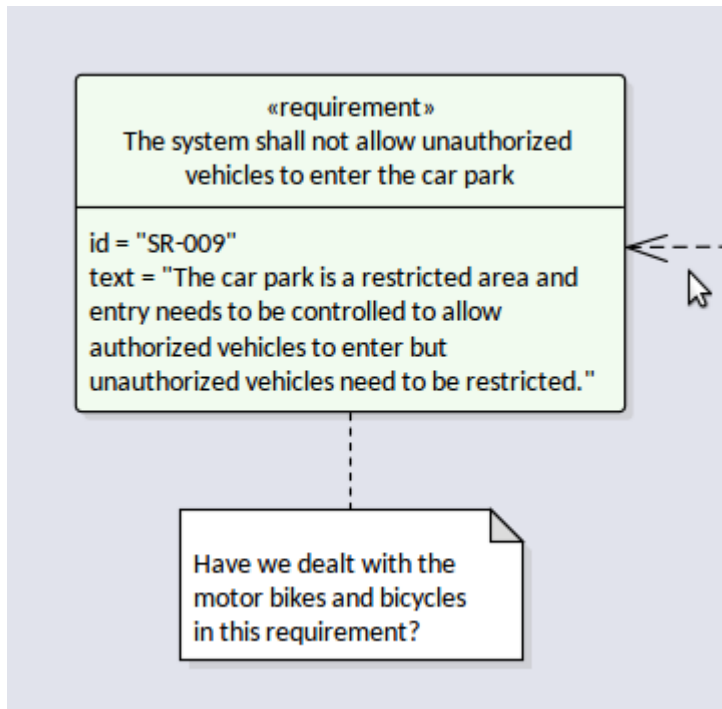 «requirement»
The system shall not allow unauthorized
vehicles to enter the car park
id = "SR-009"
text = "The car park is a restricted area and
entry needs to be controlled to allow
authorized vehicles to enter but
unauthorized vehicles need to be restricted."
Have we dealt with the
motor bikes and bicycles
in this requirement?